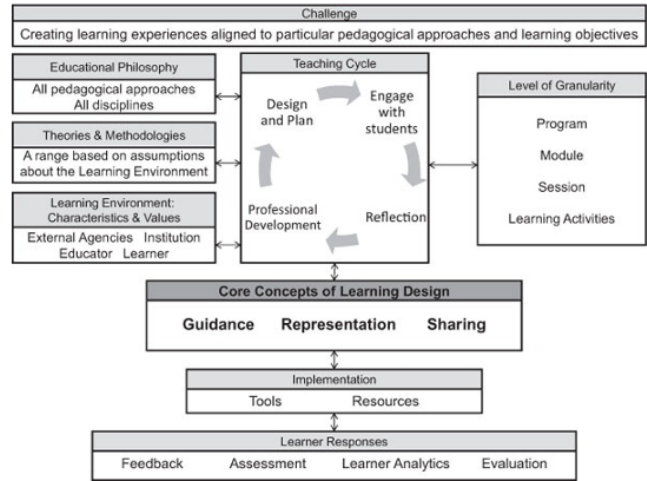 Challenge
Creating learning experiences aligned to particular pedagogical approaches and learning objectives
Educational Philosophy
All pedagogical approaches
All disciplines
Theories & Methodologies
A range based on assumptions
about the Learning Environment
Learning Environment:
Characteristics & Values
External Agencies Institution
Educator Learner
Teaching Cycle
Design
and Plan
Engage
with
students
Reflection
Professional
Development
Level of Granularity
Program
Module
Session
Learning Activities
Core Concepts of Learning Design
Guidance Representation Sharing
Implementation
Tools Resources
Learner Responses
Feedback Assessment Learner Analytics Evaluation